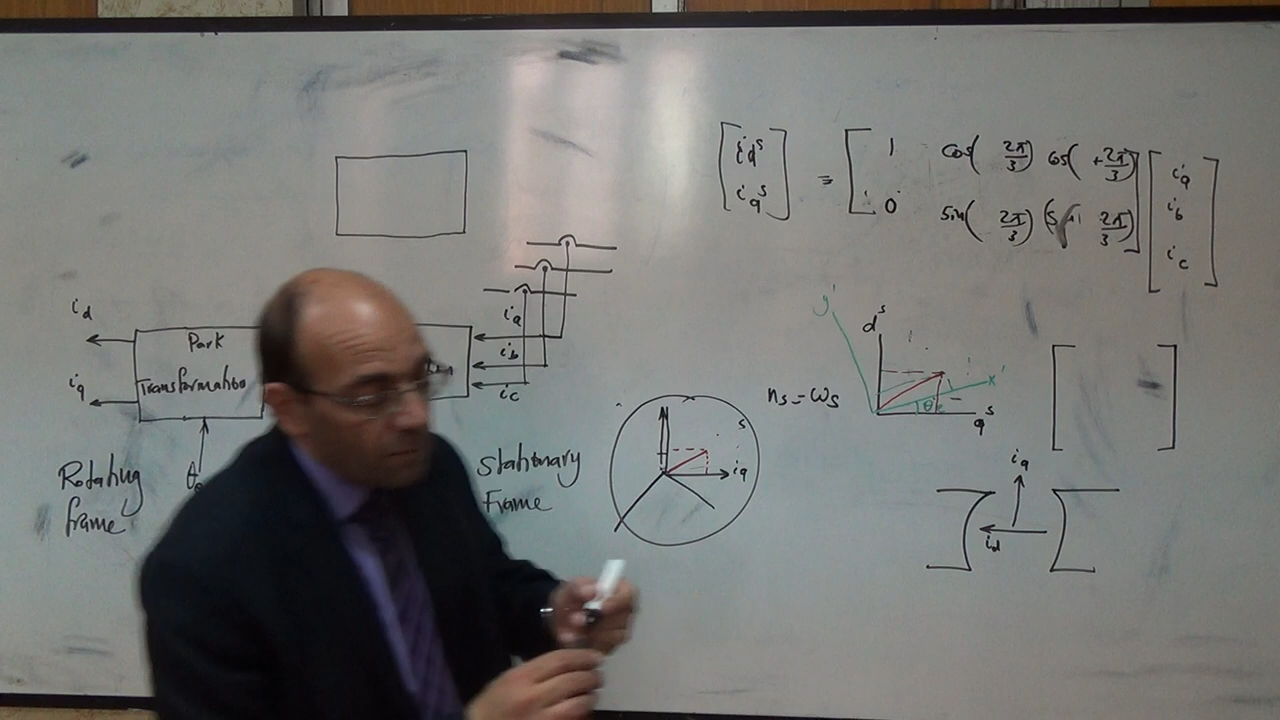 [i_d^s
i_q^s] = [1 cos( 2π/3) cos( +2π/3)
0 sin( 2π/3) ( 2π/3)] [i_a
i_b
i_c]
i_d
i_q
Park
Transformation
θ
Rotating
frame
i_a
i_b
i_c
Stationary
Frame
s
i_q
n_s = ω_s
y'
d^s
x'
θ
q^s
i_q
i_d